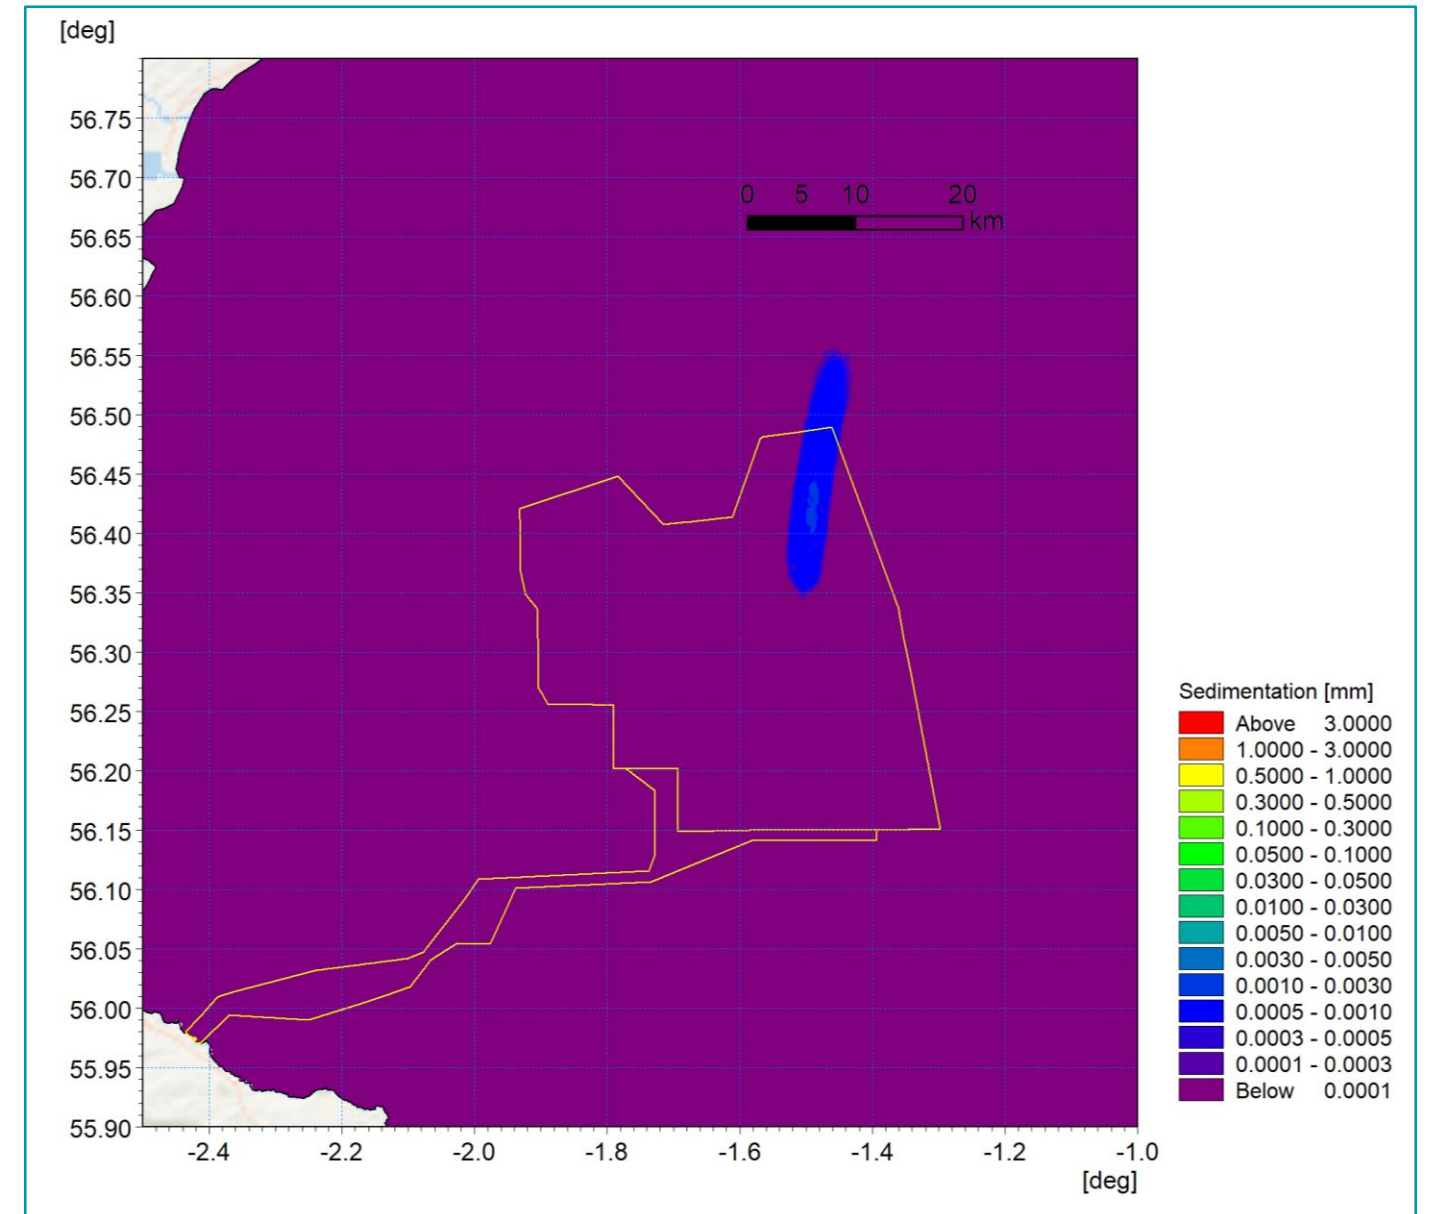 [deg]
56.75
56.70
56.65
56.60
56.55
56.50
56.45
56.40
56.35
56.30
56.25
56.20
56.15
56.10
56.05
56.00
55.95
55.90
0 5 10 20
km
-2.4 -2.2 -2.0 -1.8 -1.6 -1.4 -1.2 -1.0
[deg]
Sedimentation [mm]
Above 3.0000
1.0000 - 3.0000
0.5000 - 1.0000
0.3000 - 0.5000
0.1000 - 0.3000
0.0500 - 0.1000
0.0300 - 0.0500
0.0100 - 0.0300
0.0050 - 0.0100
0.0030 - 0.0050
0.0010 - 0.0030
0.0005 - 0.0010
0.0003 - 0.0005
0.0001 - 0.0003
Below 0.0001